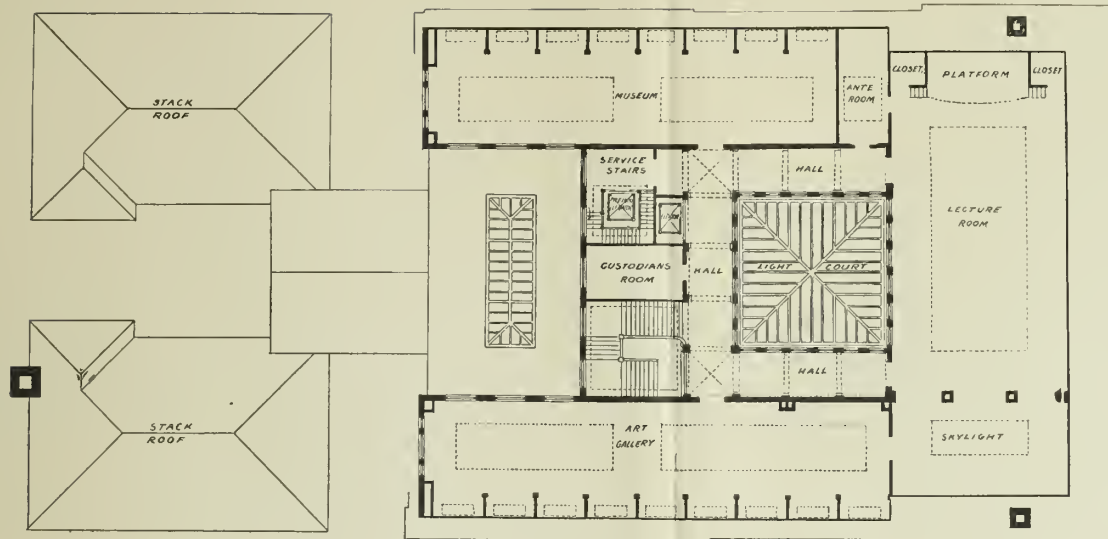 STACK
ROOF
MUSEUM
ANTE
ROOM
CLOSET
PLATFORM
CLOSET
SERVICE
STAIRS
HALL
LECTURE
ROOM
CUSTODIANS
ROOM
HALL
LIGHT COURT
HALL
STACK
ROOF
ART
GALLERY
SKYLIGHT